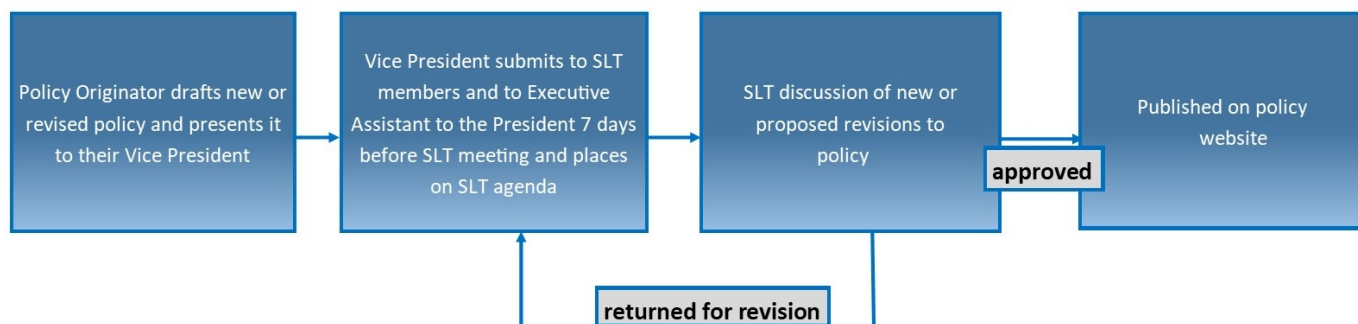 Policy Originator drafts new or
revised policy and presents it
to their Vice President
Vice President submits to SLT
members and to Executive
Assistant to the President 7 days
before SLT meeting and places
on SLT agenda
SLT discussion of new or
proposed revisions to
policy
approved
Published on policy
website
returned for revision